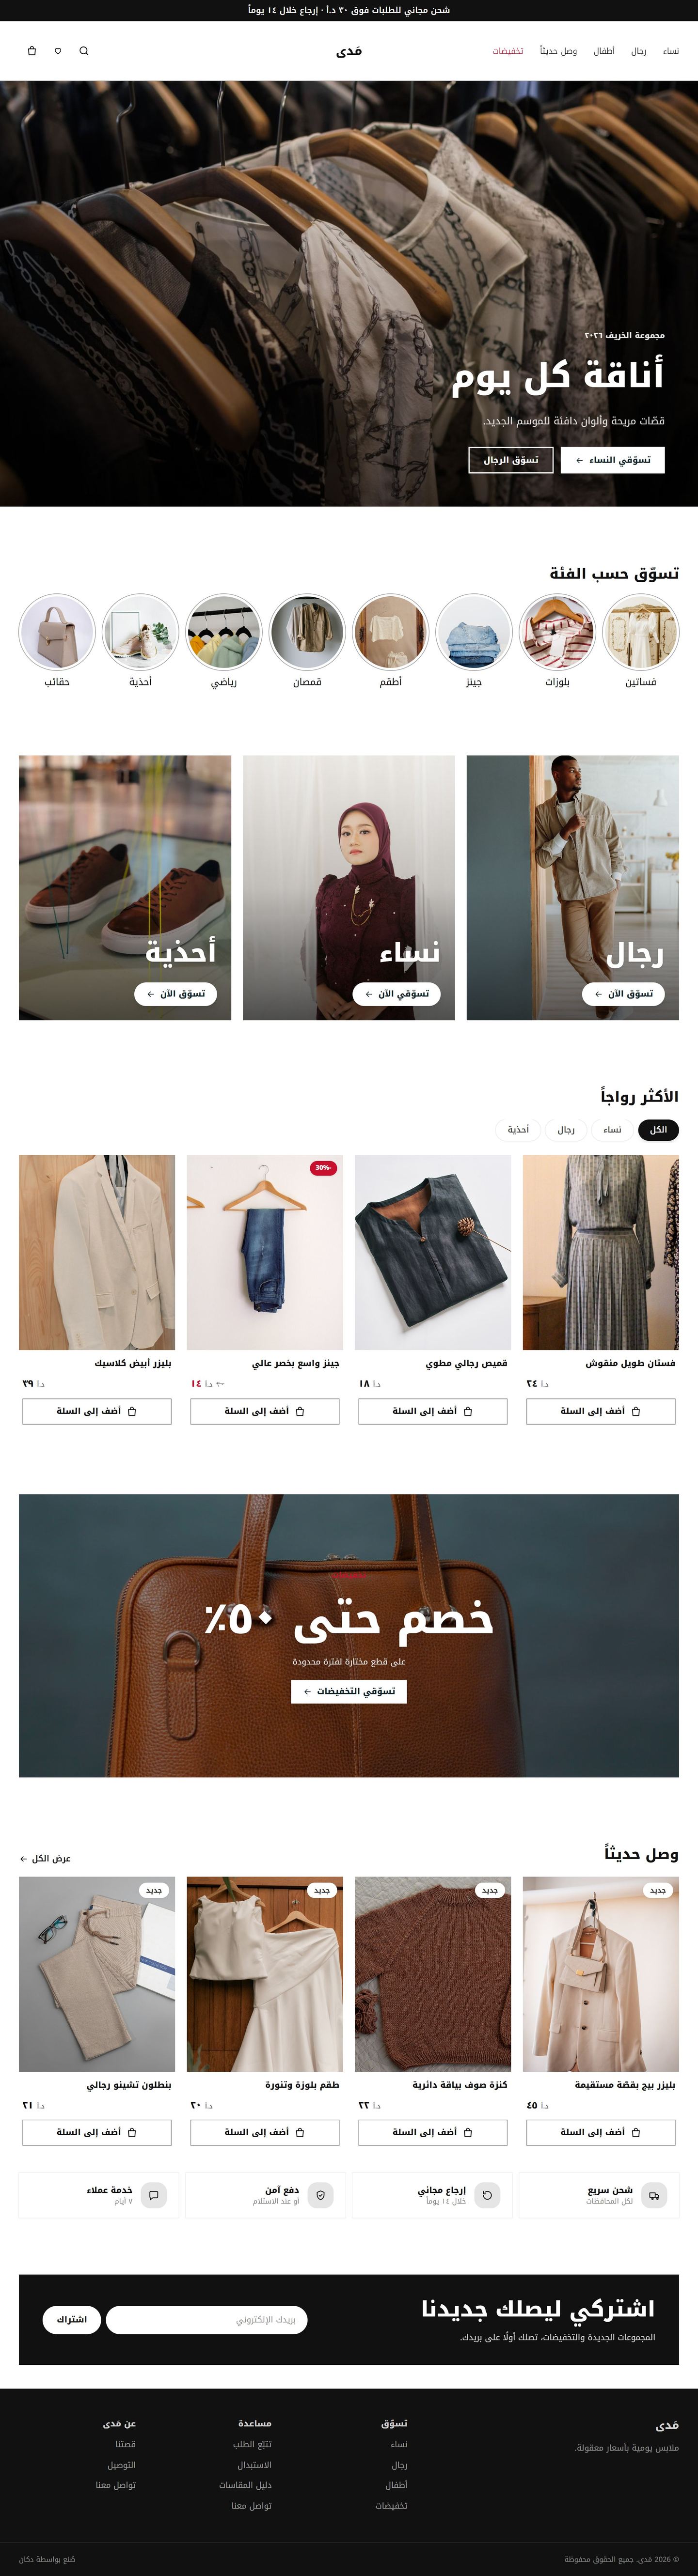 شحن مجاني للطلبات فوق ٣٠ د.أ · إرجاع خلال ١٤ يوماً
نساء
رجال
أطفال
وصل حديثاً
تخفيضات
مَدى
مجموعة الخريف ٢٠٢٦
أناقة كل يوم
قصّات مريحة وألوان دافئة للموسم الجديد.
تسوّقي النساء ←
تسوّق الرجال
تسوّق حسب الفئة
فساتين
بلوزات
جينز
أطقم
قمصان
رياضي
أحذية
حقائب
رجال
تسوّق الآن ←
نساء
تسوّقي الآن ←
أحذية
تسوّق الآن ←
الأكثر رواجاً
الكل
نساء
رجال
أحذية
-30%
فستان طويل منقوش
٢٤ د.أ
أضف إلى السلة
قميص رجالي مطوي
١٨ د.أ
أضف إلى السلة
جينز واسع بخصر عالي
١٤ د.أ
أضف إلى السلة
بليزر أبيض كلاسيك
٣٩ د.أ
أضف إلى السلة
خصم حتى ٥٠٪
على قطع مختارة لفترة محدودة
تسوّقي التخفيضات ←
وصل حديثاً
عرض الكل ←
جديد
بليزر بيج بقصّة مستقيمة
٤٥ د.أ
أضف إلى السلة
جديد
كنزة صوف بياقة دائرية
٢٢ د.أ
أضف إلى السلة
جديد
طقم بلوزة وتنورة
٢٠ د.أ
أضف إلى السلة
جديد
بنطلون تشينو رجالي
٢١ د.أ
أضف إلى السلة
شحن سريع
لكل المحافظات
إرجاع مجاني
خلال ١٤ يوماً
دفع آمن
أو عند الاستلام
خدمة عملاء
٧ أيام
اشتركي ليصلك جديدنا
المجموعات الجديدة والتخفيضات، تصلك أولًا على بريدك.
بريدك الإلكتروني
اشتراك
مَدى
ملابس يومية بأسعار معقولة.
تسوّق
نساء
رجال
أطفال
تخفيضات
مساعدة
تتبّع الطلب
الاستبدال
دليل المقاسات
تواصل معنا
عن مَدى
قصتنا
التوصيل
تواصل معنا
© 2026 مَدى. جميع الحقوق محفوظة
صُنع بواسطة دكان